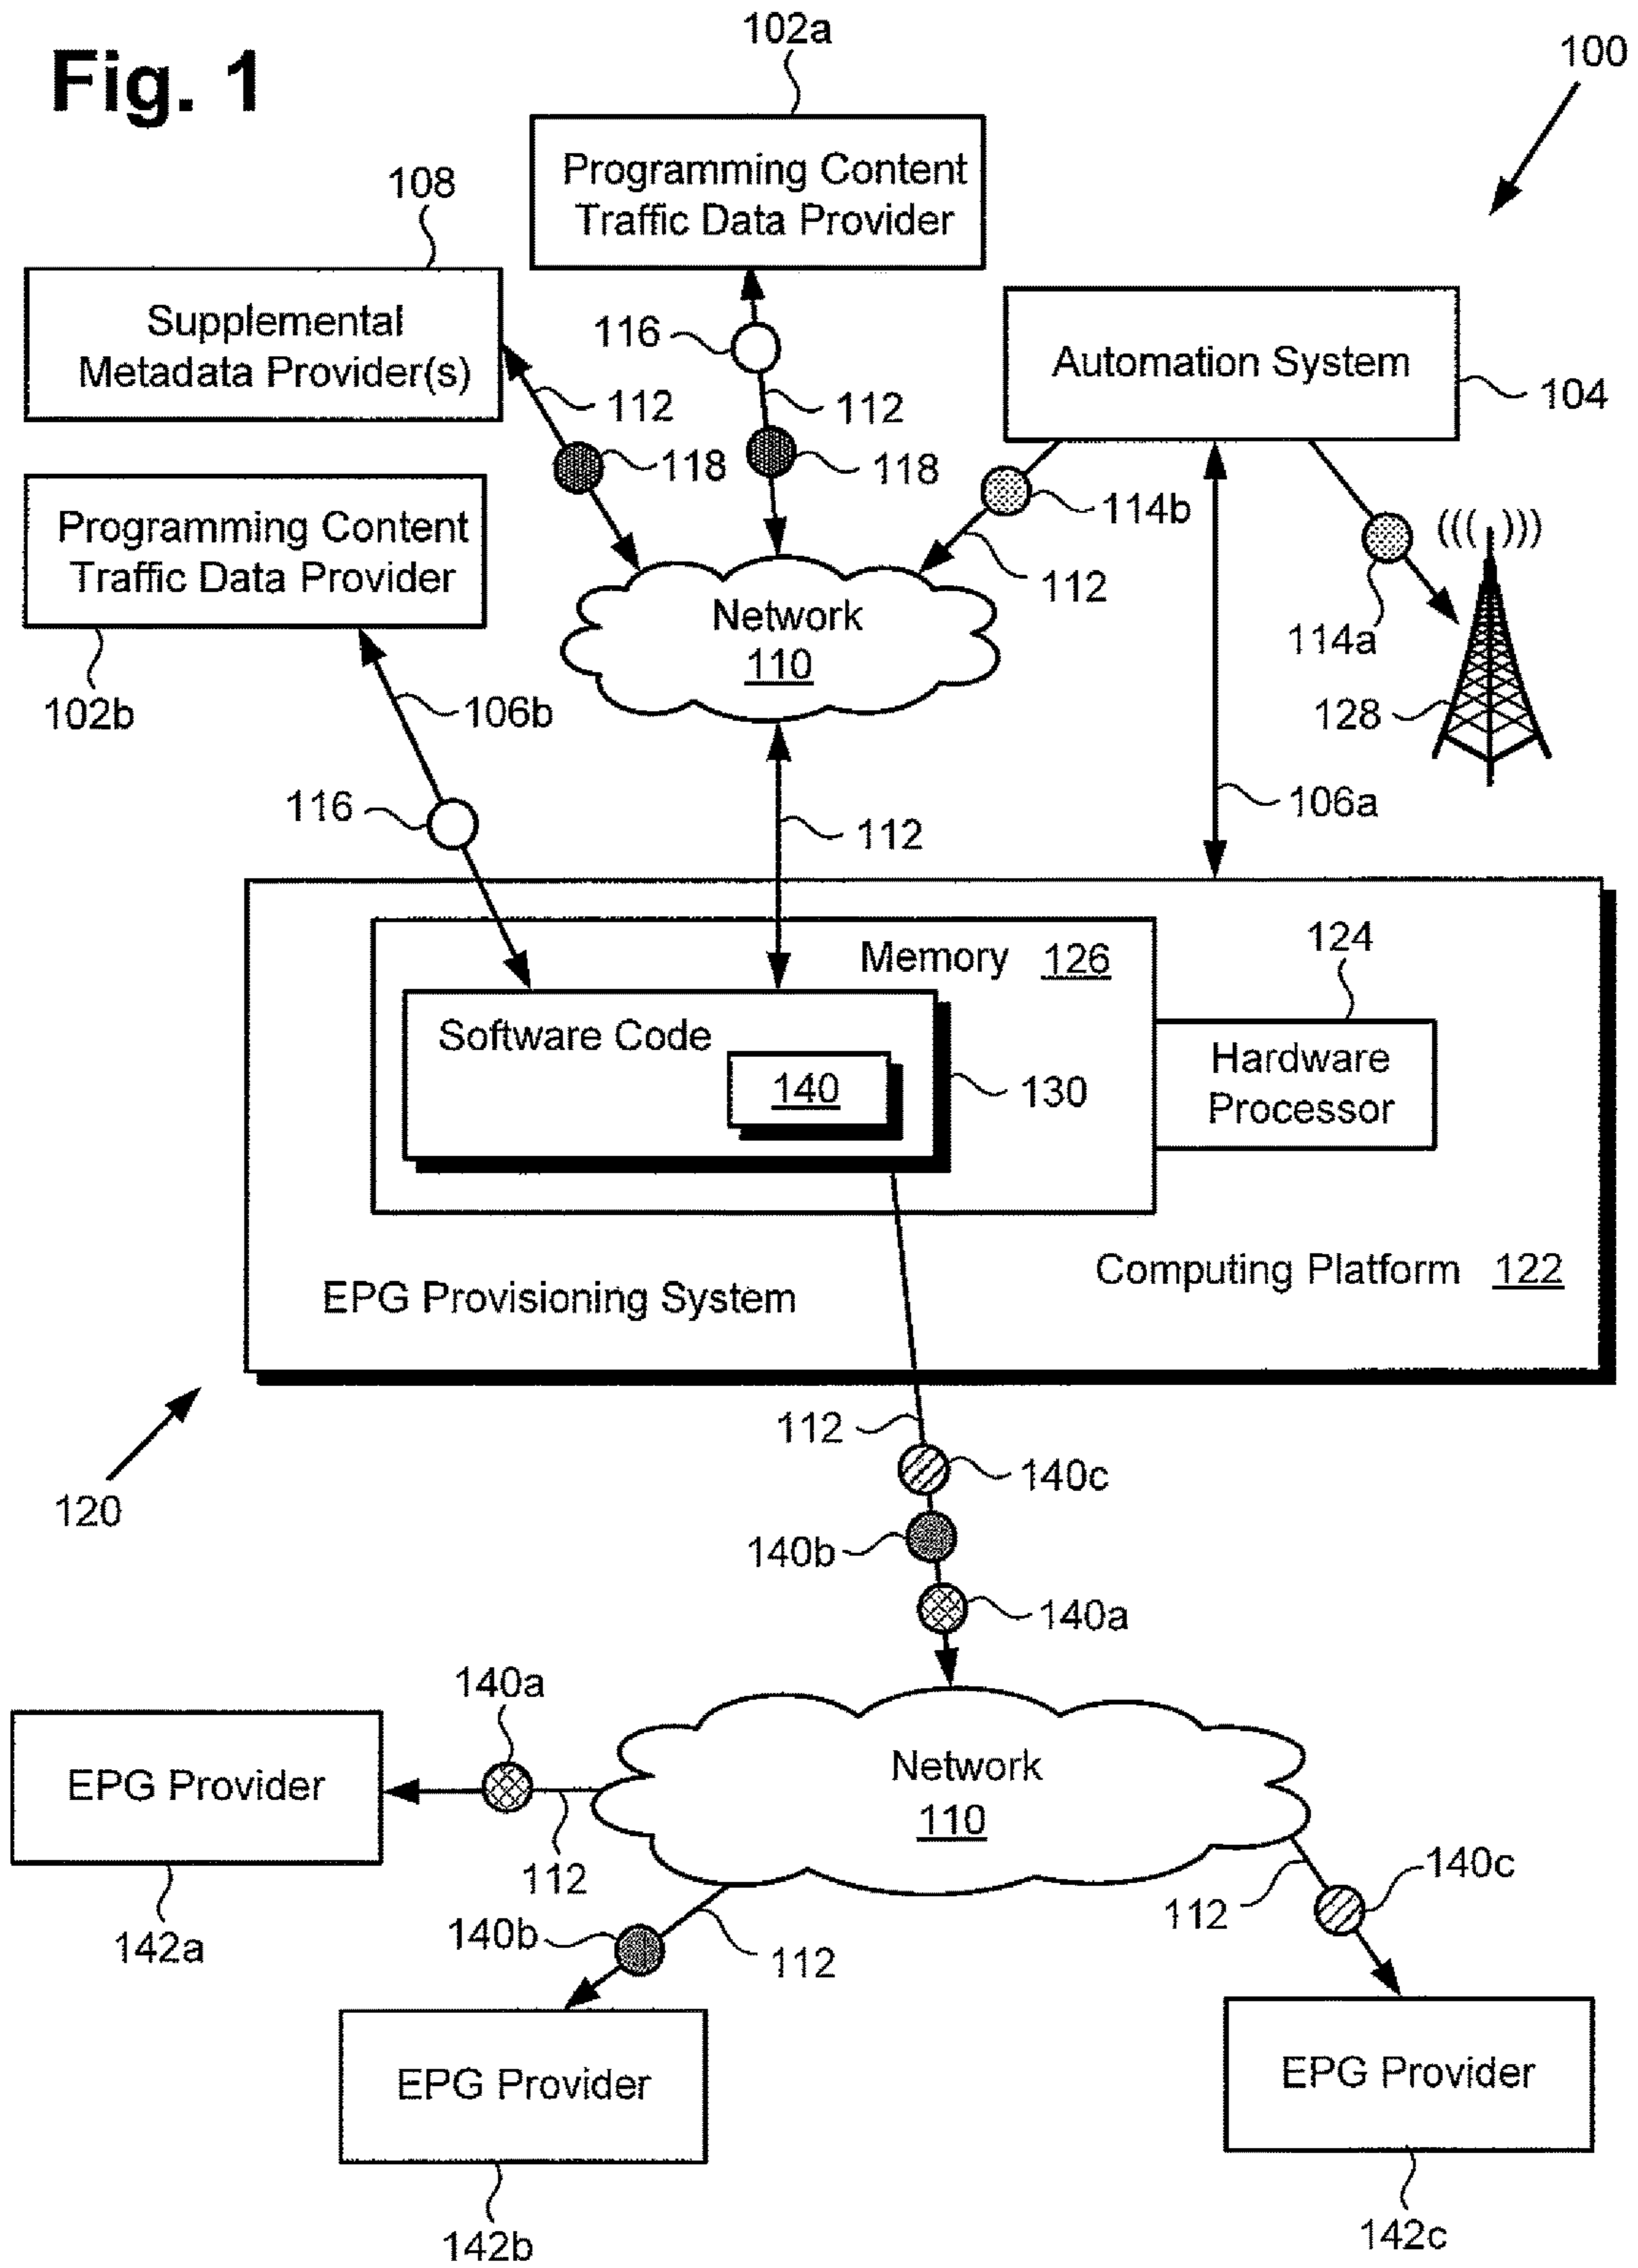 Fig. 1
102a
100
Programming Content
Traffic Data Provider
108
Supplemental
Metadata Provider(s)
116
112
118
112
118
Automation System
104
114b
112
114a
128
Programming Content
Traffic Data Provider
102b
106b
116
Network
110
112
106a
Memory 126
124
Software Code
140
130
Hardware
Processor
EPG Provisioning System
Computing Platform 122
120
112
140c
140b
140a
140a
EPG Provider
112
142a
Network
110
140b
112
112
140c
EPG Provider
142b
EPG Provider
142c